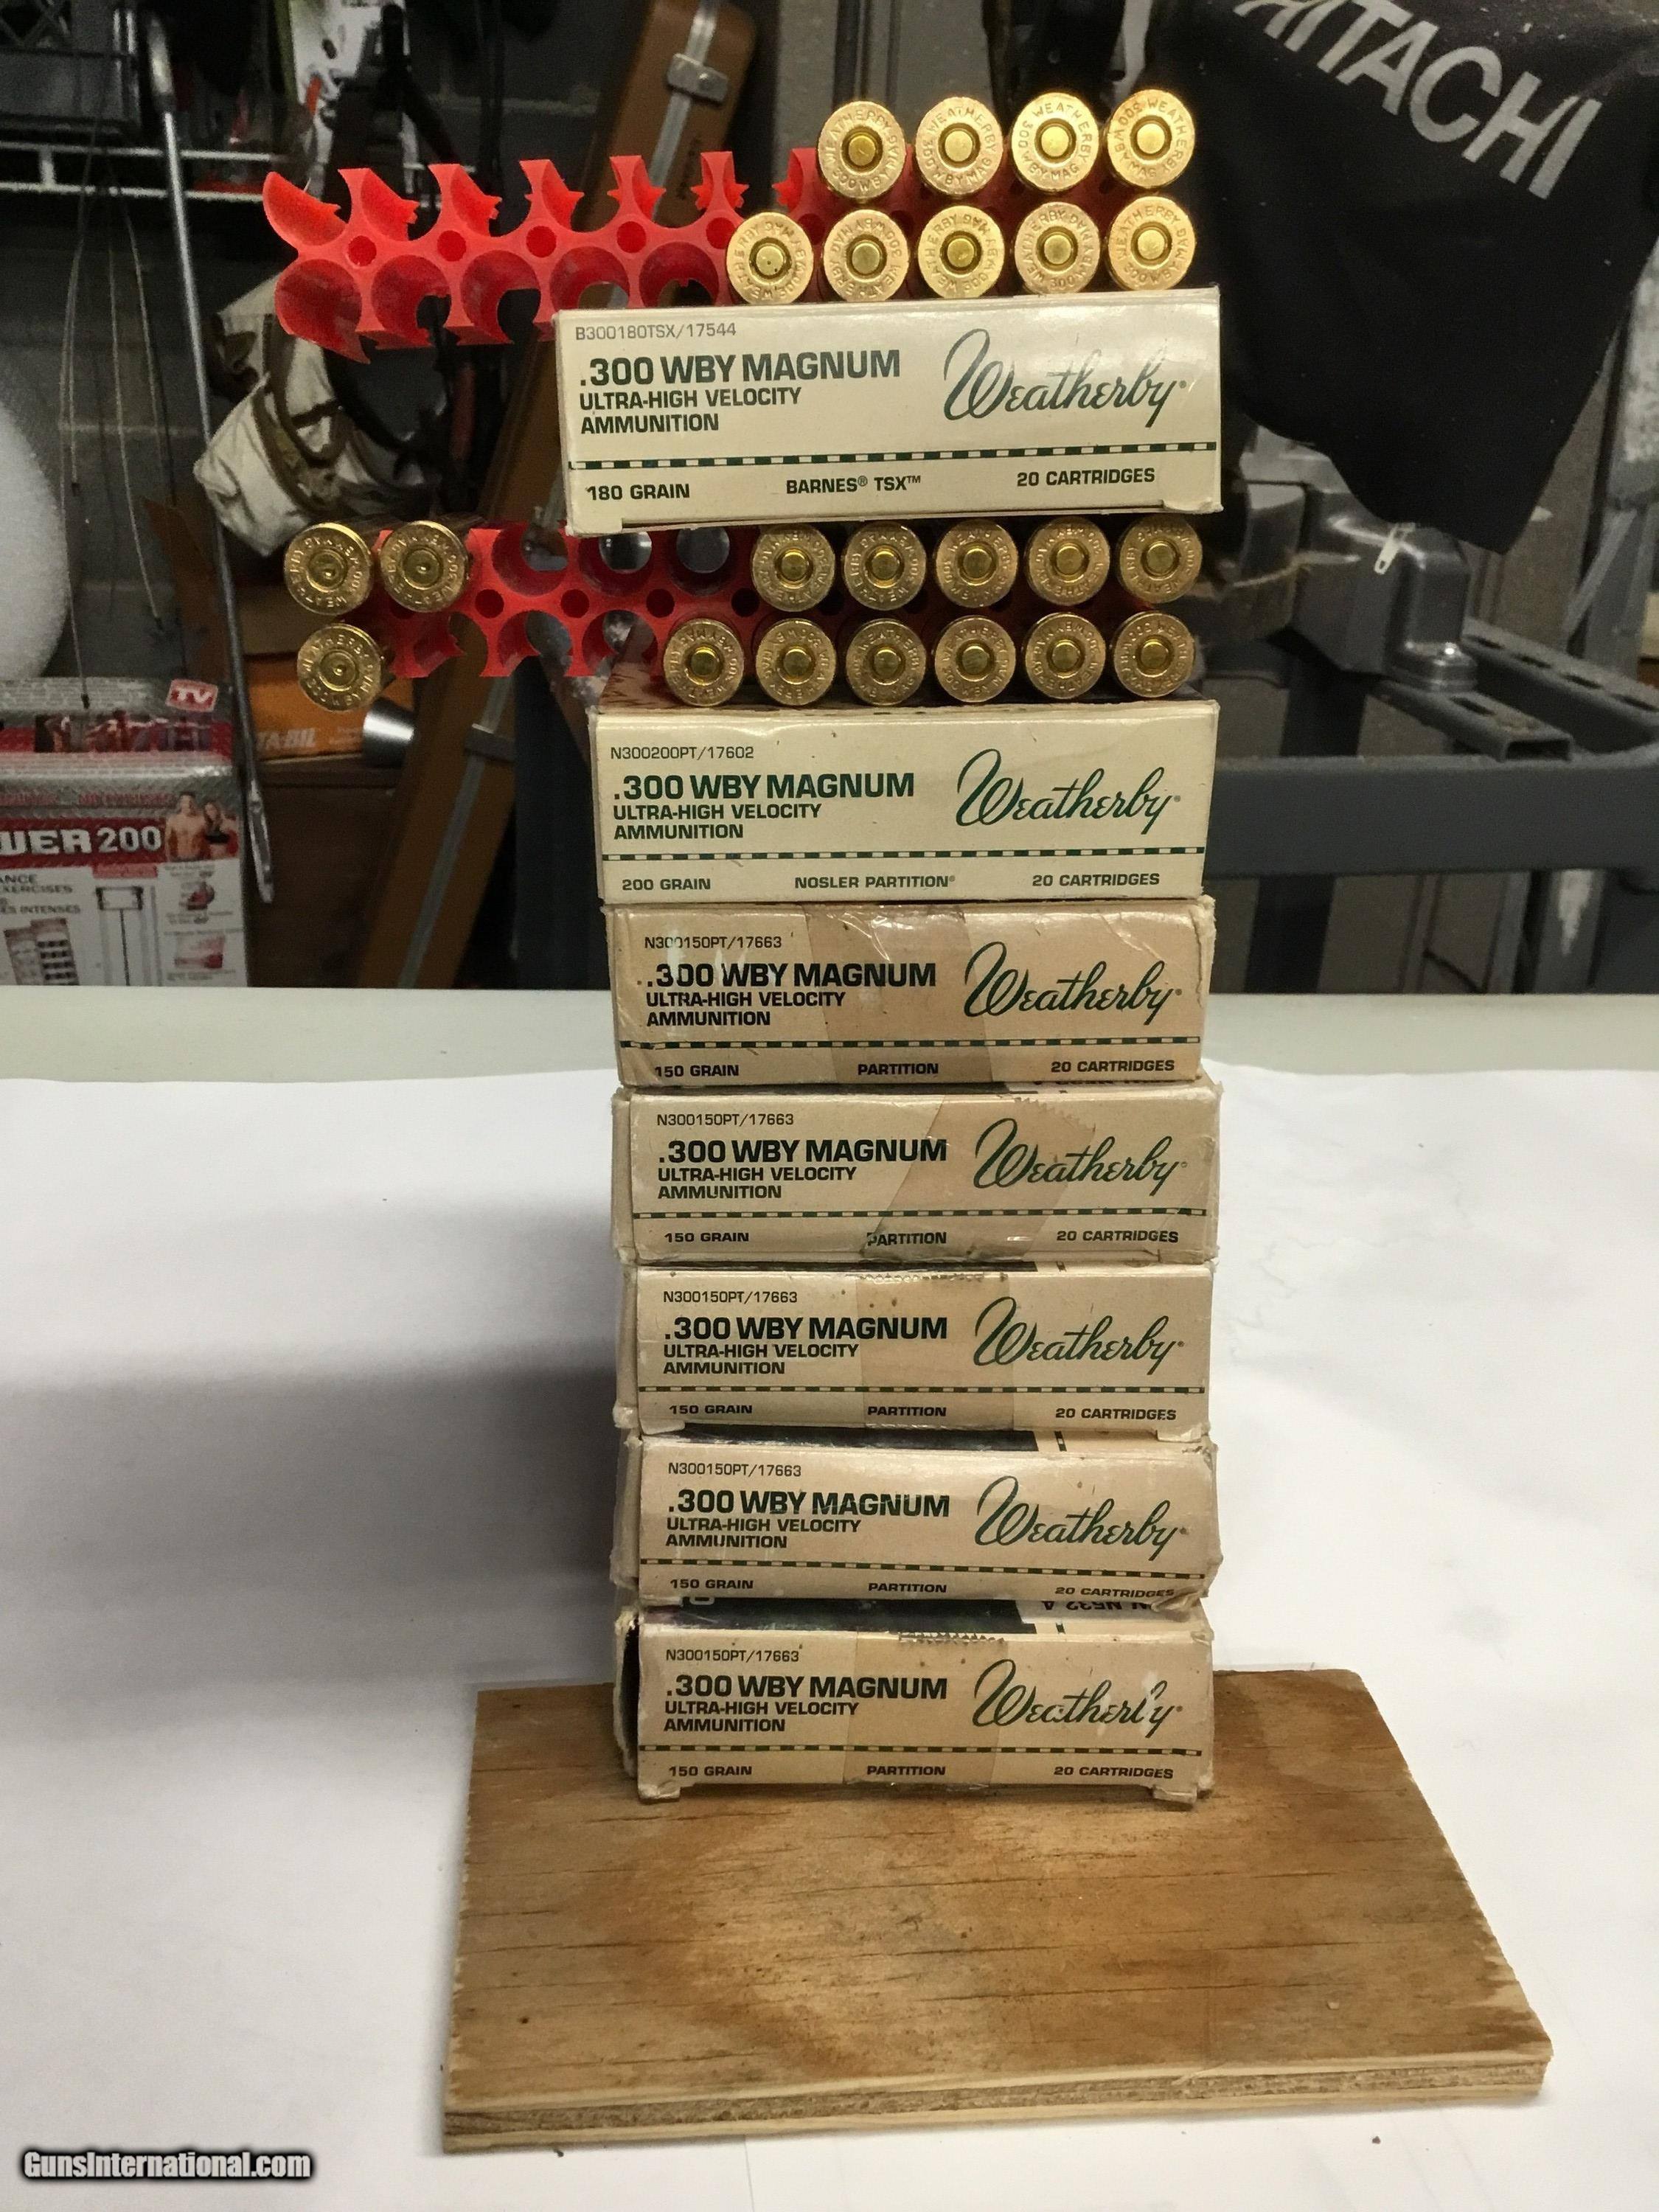 HITACHI
B300180TSX/17544
.300 WBY MAGNUM
ULTRA-HIGH VELOCITY
AMMUNITION
Weatherby®
180 GRAIN BARNES® TSX™ 20 CARTRIDGES
TV
N300200PT/17602
.300 WBY MAGNUM
ULTRA-HIGH VELOCITY
AMMUNITION
Weatherby®
200 GRAIN NOSLER PARTITION® 20 CARTRIDGES
WER 200
N300150PT/17663
.300 WBY MAGNUM
ULTRA-HIGH VELOCITY
AMMUNITION
Weatherby®
150 GRAIN PARTITION 20 CARTRIDGES
N300150PT/17663
.300 WBY MAGNUM
ULTRA-HIGH VELOCITY
AMMUNITION
Weatherby®
150 GRAIN PARTITION 20 CARTRIDGES
N300150PT/17663
.300 WBY MAGNUM
ULTRA-HIGH VELOCITY
AMMUNITION
Weatherby®
150 GRAIN PARTITION 20 CARTRIDGES
N300150PT/17663
.300 WBY MAGNUM
ULTRA-HIGH VELOCITY
AMMUNITION
Weatherby®
150 GRAIN PARTITION 20 CARTRIDGES
N300150PT/17663
.300 WBY MAGNUM
ULTRA-HIGH VELOCITY
AMMUNITION
Weatherby®
150 GRAIN PARTITION 20 CARTRIDGES
GunsInternational.com